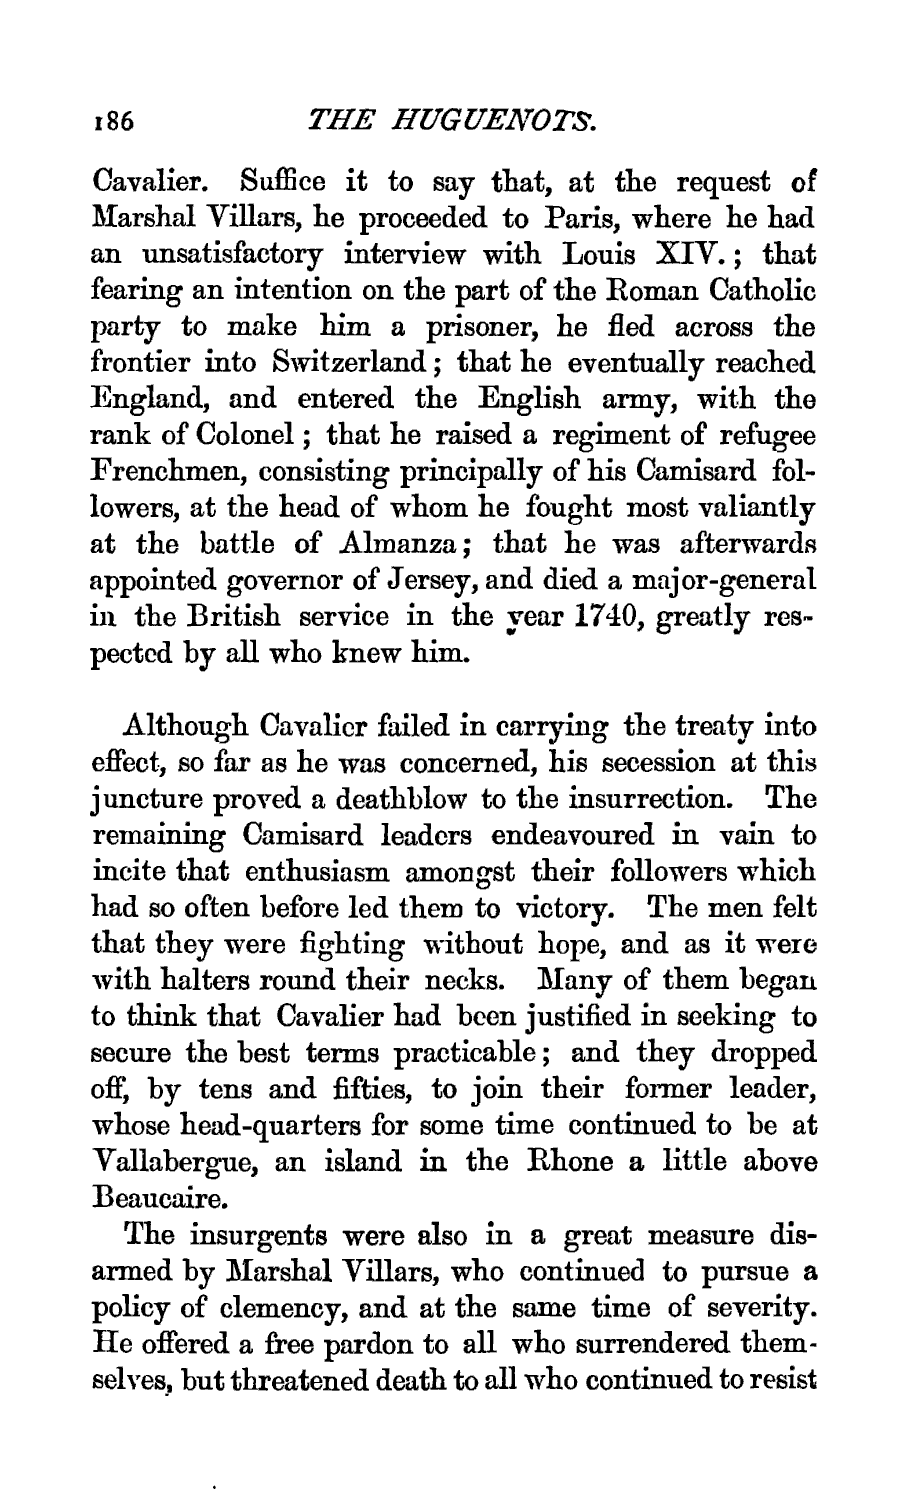 186 THE HUGUENOTS.
Cavalier. Suffice it to say that, at the request of
Marshal Villars, he proceeded to Paris, where he had
an unsatisfactory interview with Louis XIV.; that
fearing an intention on the part of the Roman Catholic
party to make him a prisoner, he fled across the
frontier into Switzerland; that he eventually reached
England, and entered the English army, with the
rank of Colonel; that he raised a regiment of refugee
Frenchmen, consisting principally of his Camisard fol-
lowers, at the head of whom he fought most valiantly
at the battle of Almanza; that he was afterwards
appointed governor of Jersey, and died a major-general
in the British service in the year 1740, greatly res-
pected by all who knew him.
Although Cavalier failed in carrying the treaty into
effect, so far as he was concerned, his secession at this
juncture proved a deathblow to the insurrection. The
remaining Camisard leaders endeavoured in vain to
incite that enthusiasm amongst their followers which
had so often before led them to victory. The men felt
that they were fighting without hope, and as it were
with halters round their necks. Many of them began
to think that Cavalier had been justified in seeking to
secure the best terms practicable; and they dropped
off, by tens and fifties, to join their former leader,
whose head-quarters for some time continued to be at
Vallabergue, an island in the Rhone a little above
Beaucaire.
The insurgents were also in a great measure dis-
armed by Marshal Villars, who continued to pursue a
policy of clemency, and at the same time of severity.
He offered a free pardon to all who surrendered them-
selves, but threatened death to all who continued to resist